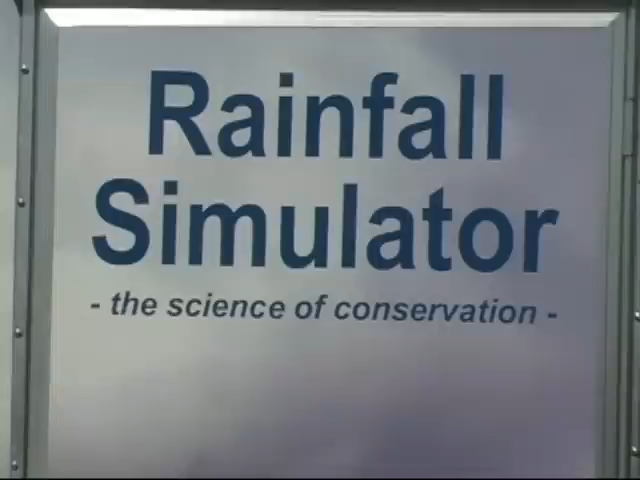 Rainfall
Simulator
- the science of conservation -